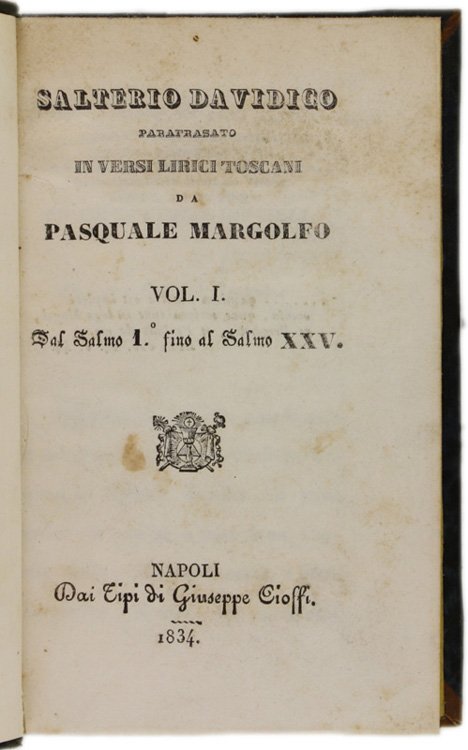 SALTERIO DAVIDICO
PARAFRASATO
IN VERSI LIRICI TOSCANI
DA
PASQUALE MARGOLFO
VOL. I.
Dal Salmo 1.º fino al Salmo XXV.
NAPOLI
Dai Tipi di Giuseppe Cioffi.
1834.